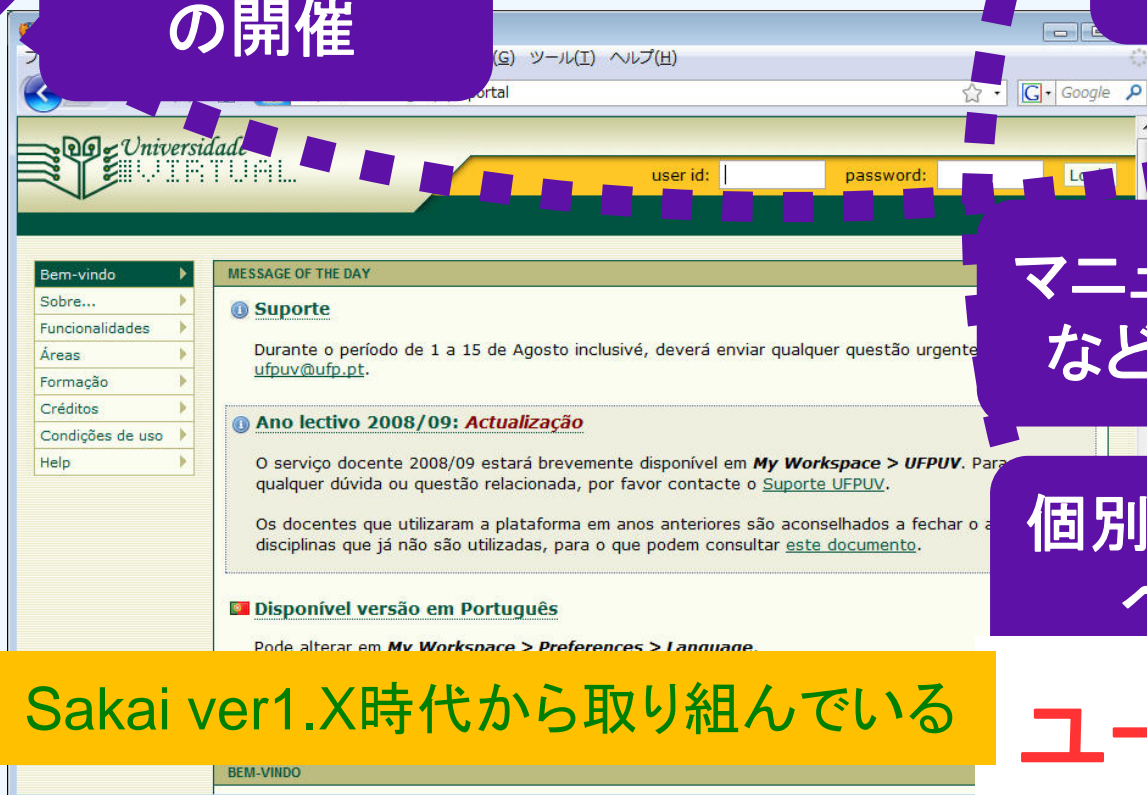 の開催
(G) ツール(T) ヘルプ(H)
Google
Universidade
VIRTUAL
user id:
password:
Bem-vindo
Sobre...
Funcionalidades
Áreas
Formação
Créditos
Condições de uso
Help
MESSAGE OF THE DAY
Suporte
Durante o período de 1 a 15 de Agosto inclusivé, deverá enviar qualquer questão urgente
ufpuv@ufp.pt.
Ano lectivo 2008/09: Actualização
O serviço docente 2008/09 estará brevemente disponível em My Workspace > UFPUV. Para
qualquer dúvida ou questão relacionada, por favor contacte o Suporte UFPUV.
Os docentes que utilizaram a plataforma em anos anteriores são aconselhados a fechar o
disciplinas que já não são utilizadas, para o que podem consultar este documento.
Disponível versão em Português
Pode alterar em My Workspace > Preferences > Language.
など
個別
Sakai ver1.X時代から取り組んでいる
BEM-VINDO